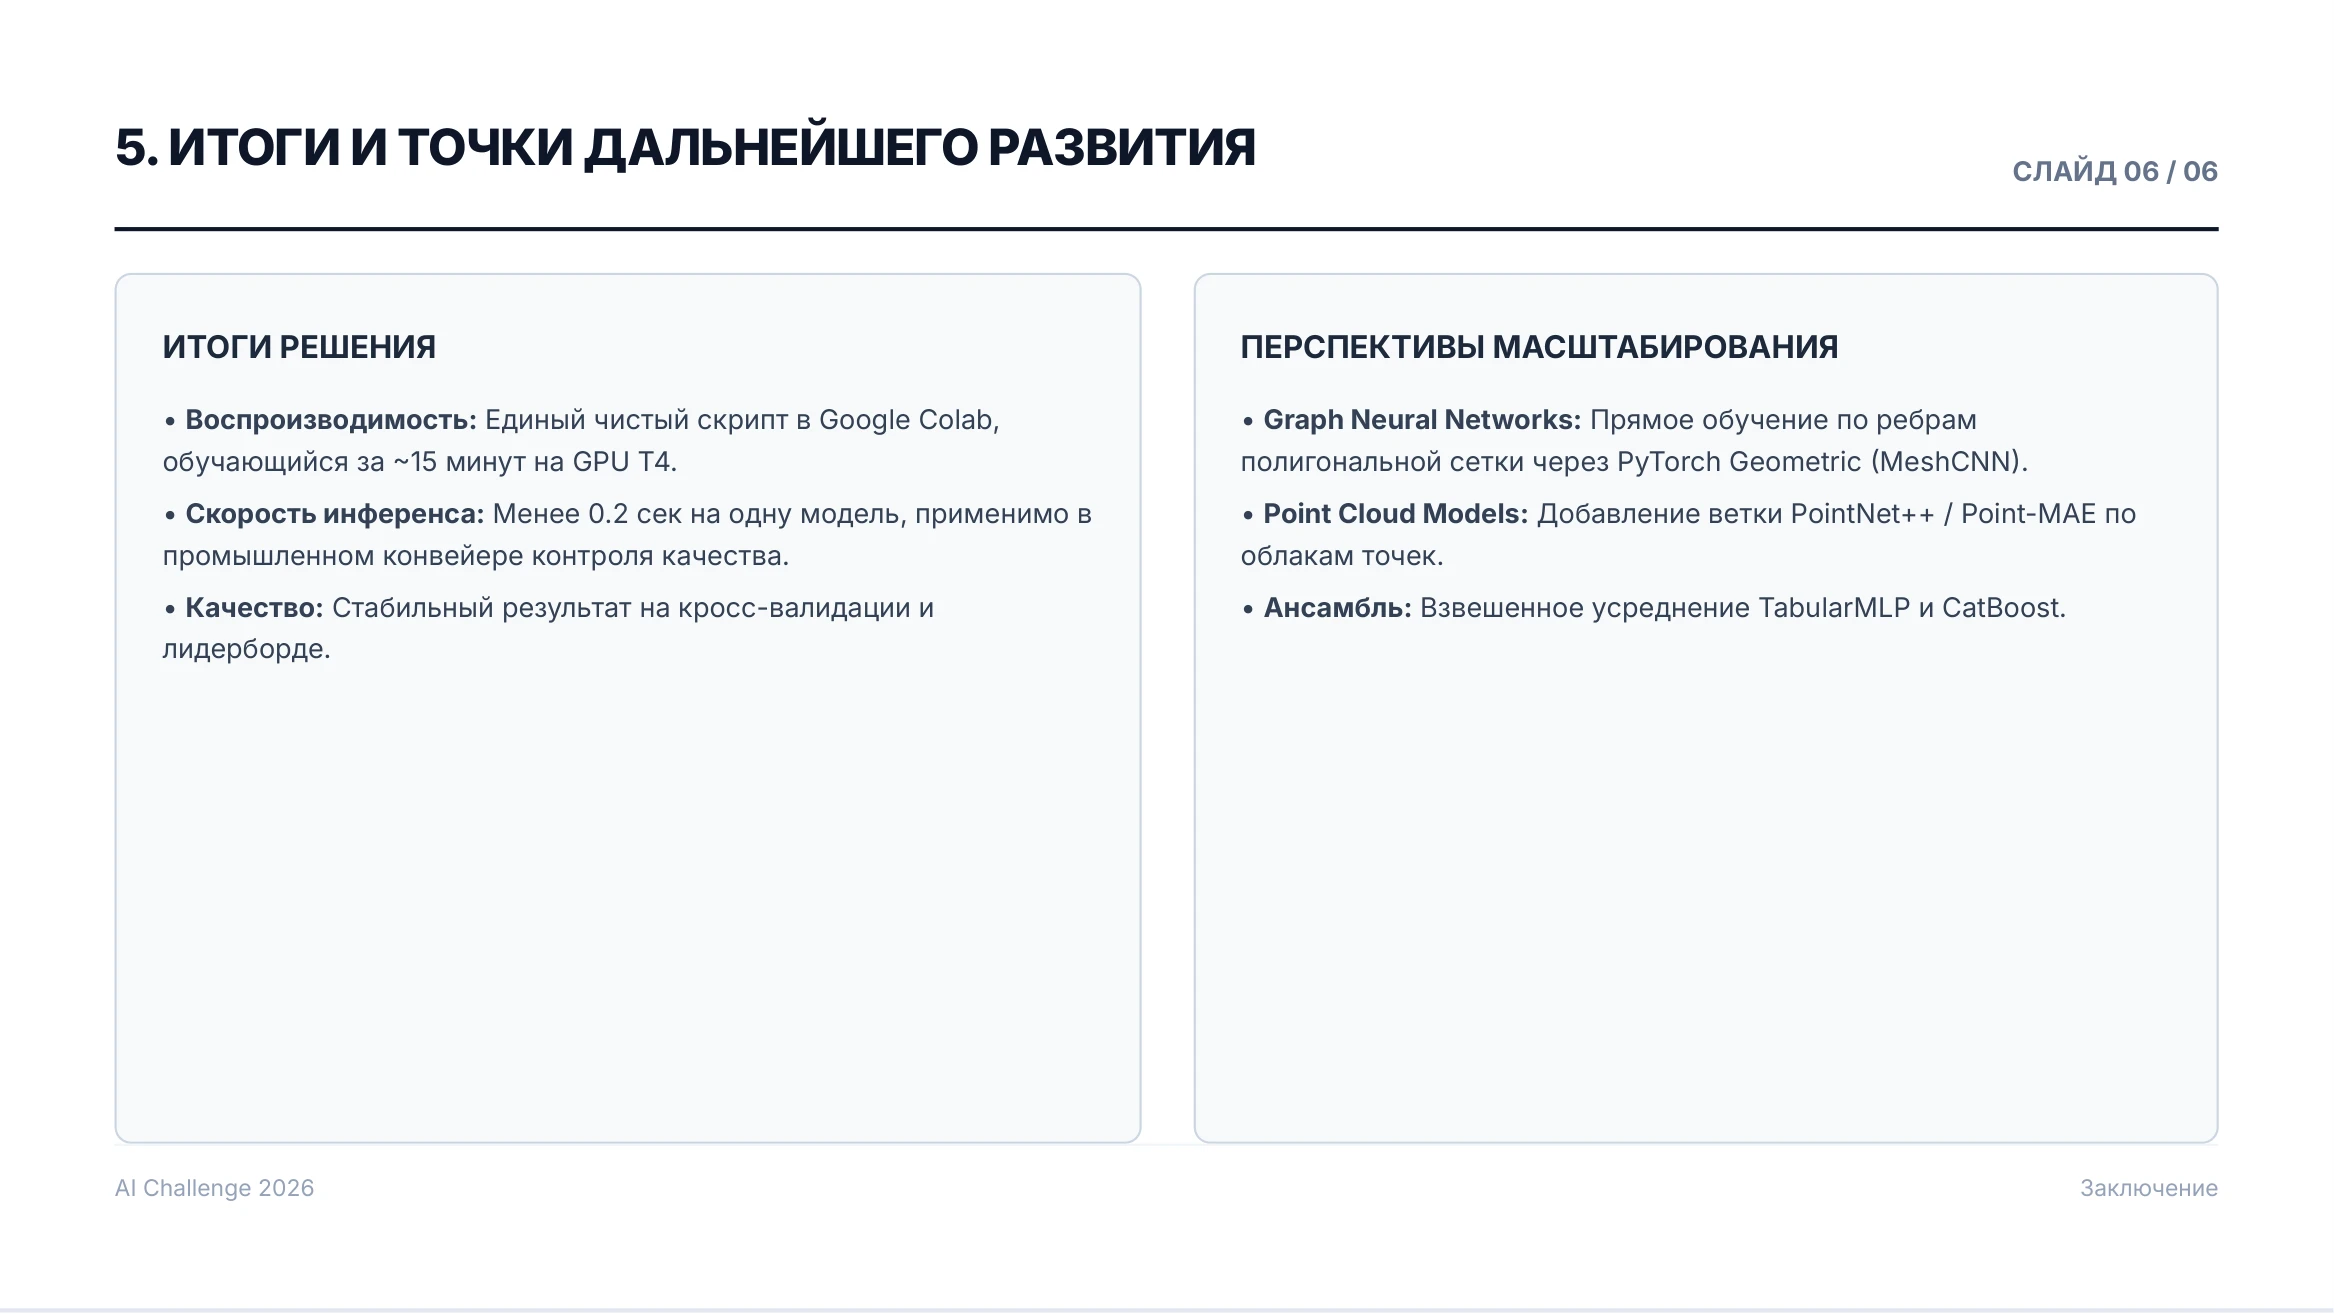 5. ИТОГИ И ТОЧКИ ДАЛЬНЕЙШЕГО РАЗВИТИЯ
СЛАЙД 06 / 06
ИТОГИ РЕШЕНИЯ
• Воспроизводимость: Единый чистый скрипт в Google Colab,
обучающийся за ~15 минут на GPU T4.
• Скорость инференса: Менее 0.2 сек на одну модель, применимо в
промышленном конвейере контроля качества.
• Качество: Стабильный результат на кросс-валидации и
лидерборде.
ПЕРСПЕКТИВЫ МАСШТАБИРОВАНИЯ
• Graph Neural Networks: Прямое обучение по ребрам
полигональной сетки через PyTorch Geometric (MeshCNN).
• Point Cloud Models: Добавление ветки PointNet++ / Point-MAE по
облакам точек.
• Ансамбль: Взвешенное усреднение TabularMLP и CatBoost.
AI Challenge 2026
Заключение